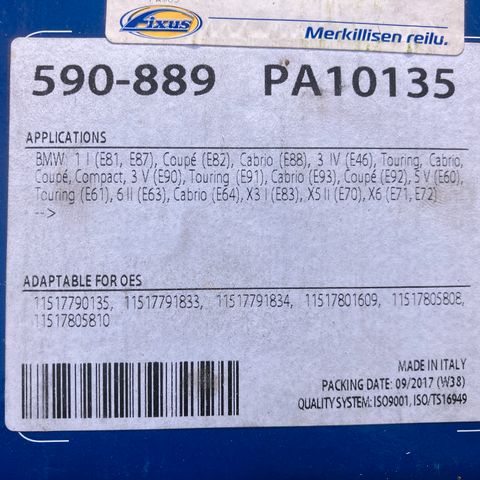 Fixus
Merkillisen reilu.
590-889 PA10135
APPLICATIONS
BMW 1 I (E81, E87), Coupé (E82), Cabrio (E88), 3 IV (E46), Touring, Cabrio,
Coupé, Compact, 3 V (E90), Touring (E91), Cabrio (E93), Coupé (E92), 5 V (E60),
Touring (E61), 6 II (E63), Cabrio (E64), X3 I (E83), X5 II (E70), X6 (E71, E72)
-->
ADAPTABLE FOR OES
11517790135, 11517791833, 11517791834, 11517801609, 11517805808,
11517805810
MADE IN ITALY
PACKING DATE: 09/2017 (W38)
QUALITY SYSTEM: ISO9001, ISO/TS16949